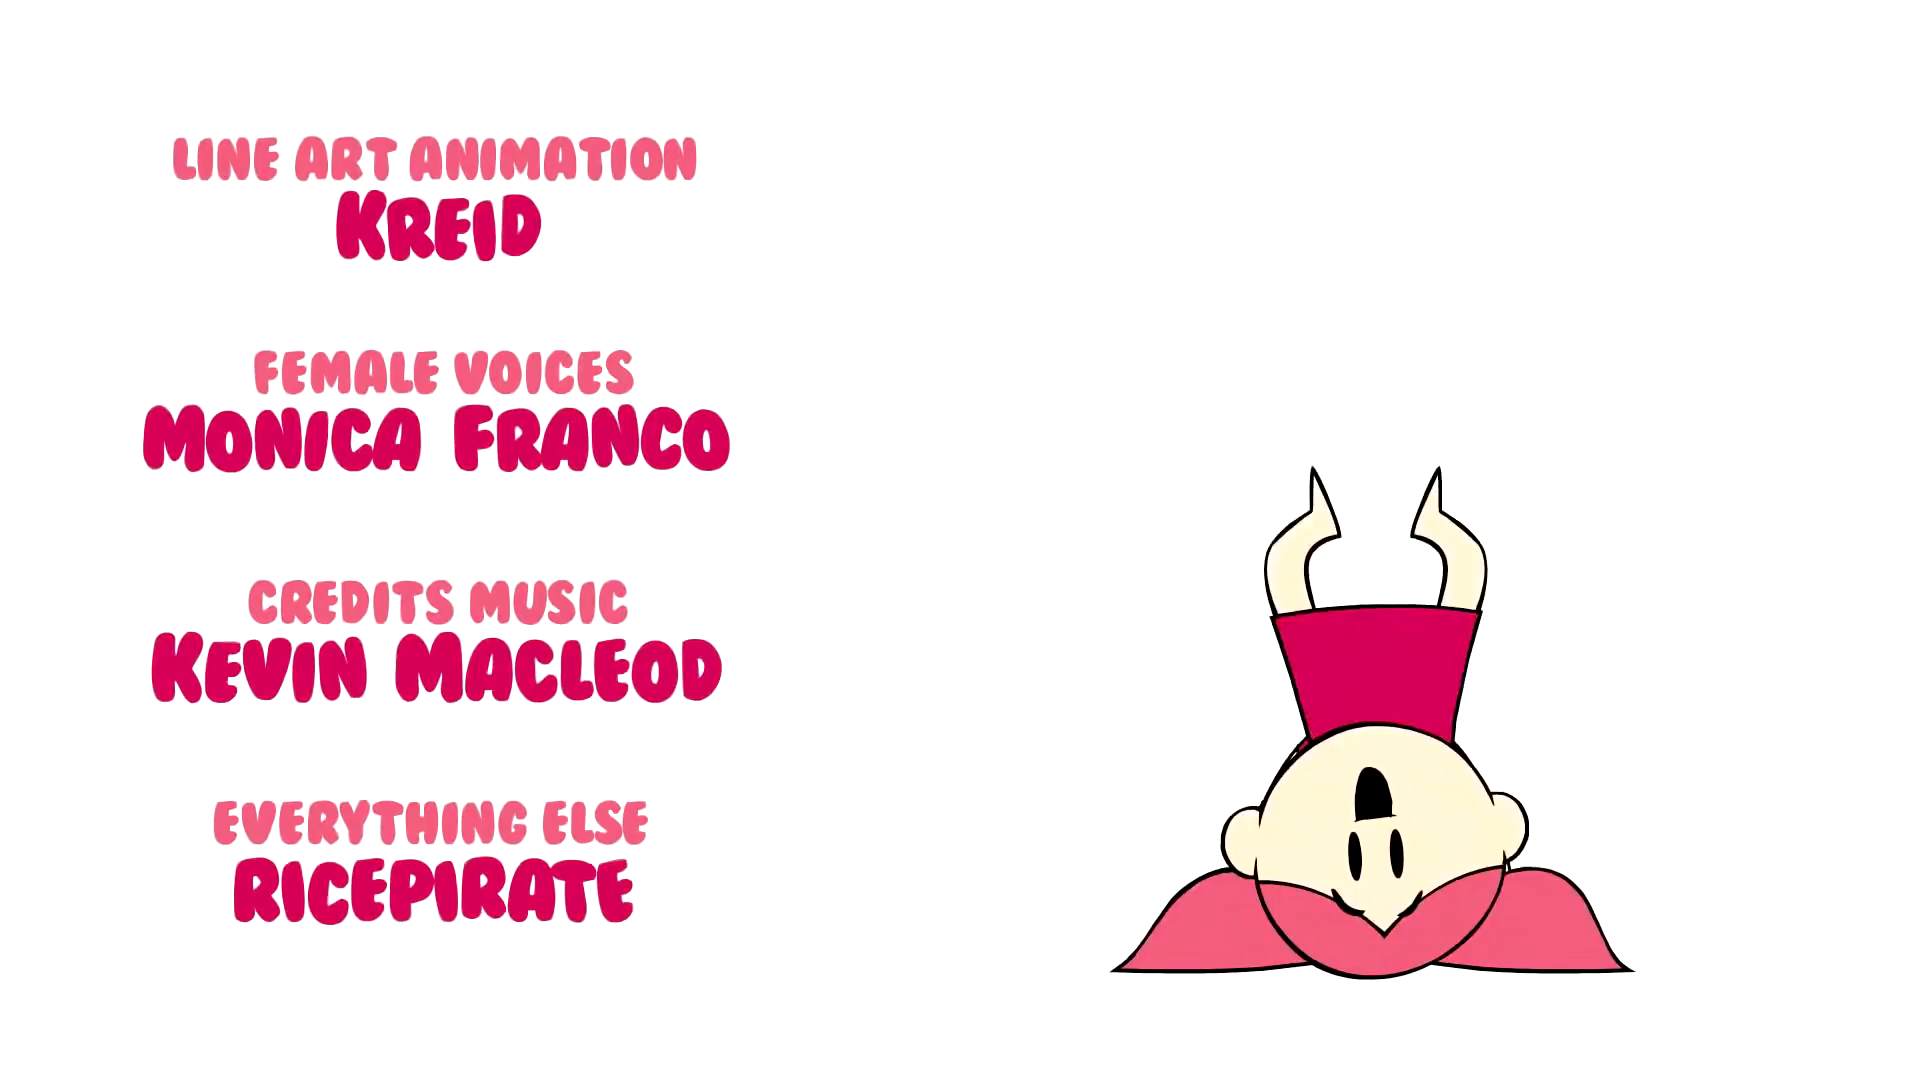 LINE ART ANIMATION
KREID
FEMALE VOICES
MONICA FRANCO
CREDITS MUSIC
KEVIN MACLEOD
EVERYTHING ELSE
RICEPIRATE